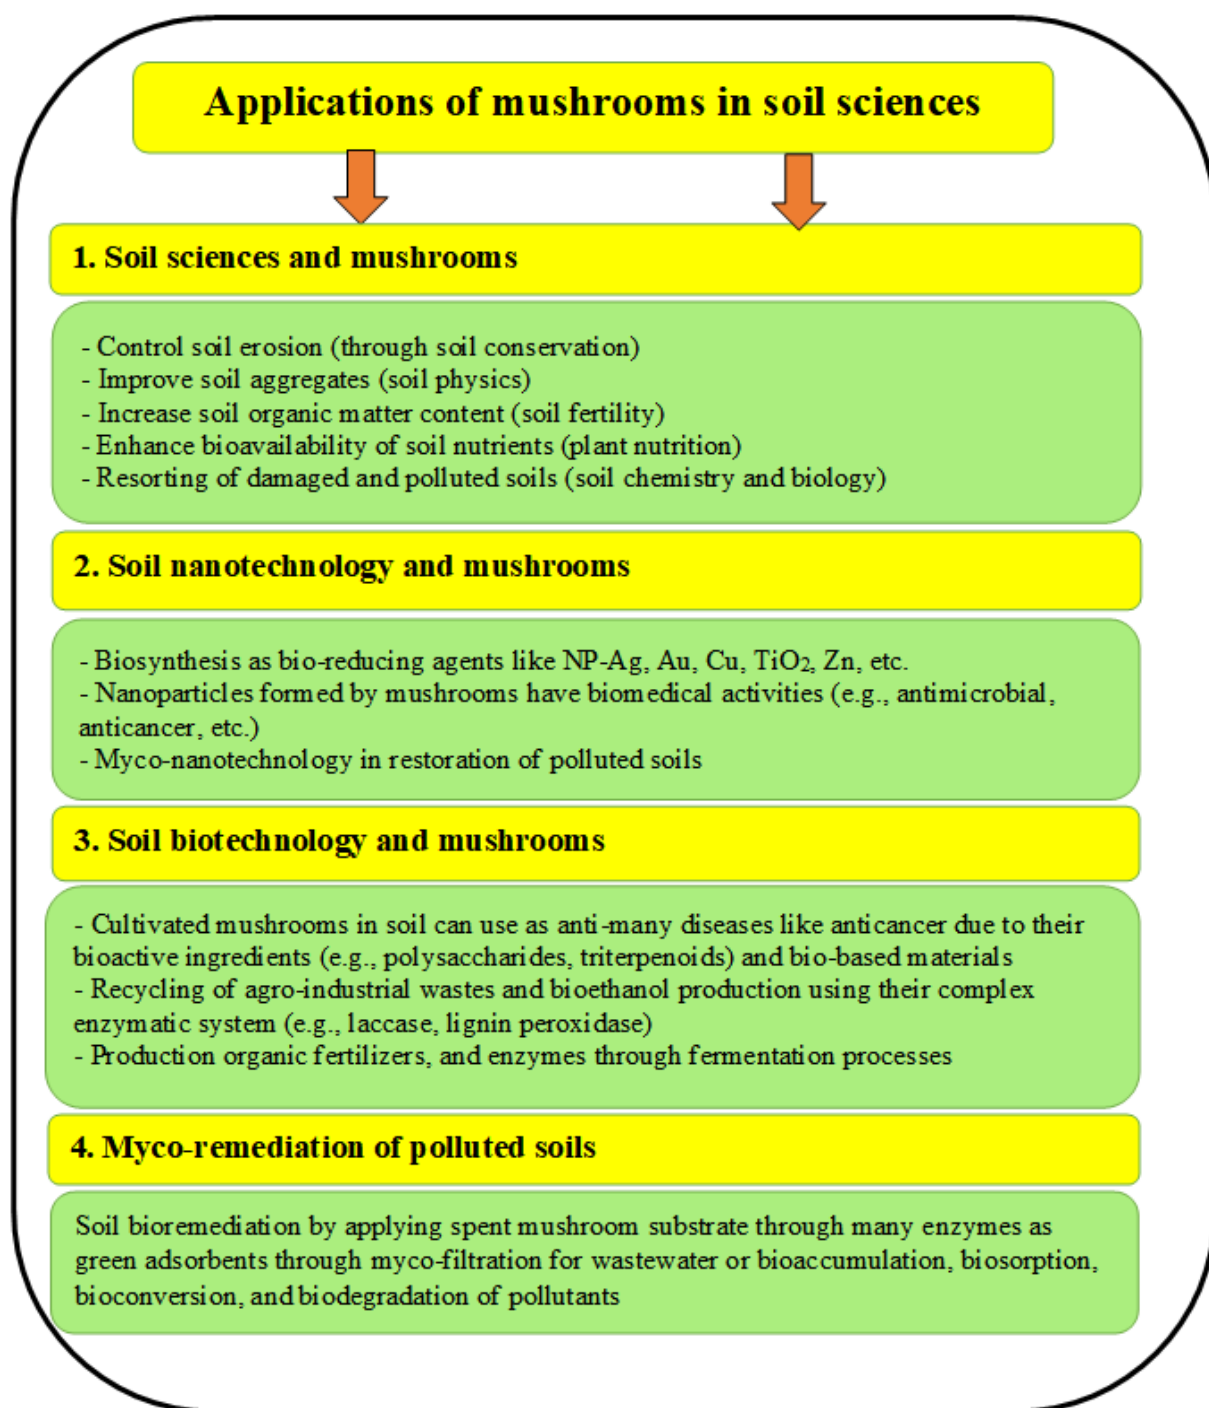 Applications of mushrooms in soil sciences
1. Soil sciences and mushrooms
- Control soil erosion (through soil conservation)
- Improve soil aggregates (soil physics)
- Increase soil organic matter content (soil fertility)
- Enhance bioavailability of soil nutrients (plant nutrition)
- Resorting of damaged and polluted soils (soil chemistry and biology)
2. Soil nanotechnology and mushrooms
- Biosynthesis as bio-reducing agents like NP-Ag, Au, Cu, TiO₂, Zn, etc.
- Nanoparticles formed by mushrooms have biomedical activities (e.g., antimicrobial,
anticancer, etc.)
- Myco-nanotechnology in restoration of polluted soils
3. Soil biotechnology and mushrooms
- Cultivated mushrooms in soil can use as anti-many diseases like anticancer due to their
bioactive ingredients (e.g., polysaccharides, triterpenoids) and bio-based materials
- Recycling of agro-industrial wastes and bioethanol production using their complex
enzymatic system (e.g., laccase, lignin peroxidase)
- Production organic fertilizers, and enzymes through fermentation processes
4. Myco-remediation of polluted soils
Soil bioremediation by applying spent mushroom substrate through many enzymes as
green adsorbents through myco-filtration for wastewater or bioaccumulation, biosorption,
bioconversion, and biodegradation of pollutants